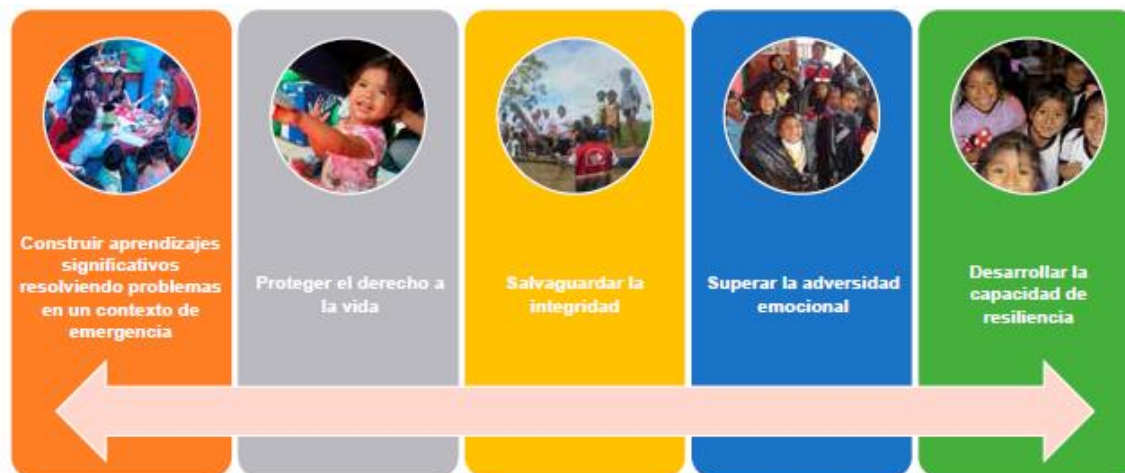 Construir aprendizajes
significativos
resolviendo problemas
en un contexto de
emergencia
Proteger el derecho a
la vida
Salvaguardar la
integridad
Superar la adversidad
emocional
Desarrollar la
capacidad de
resiliencia